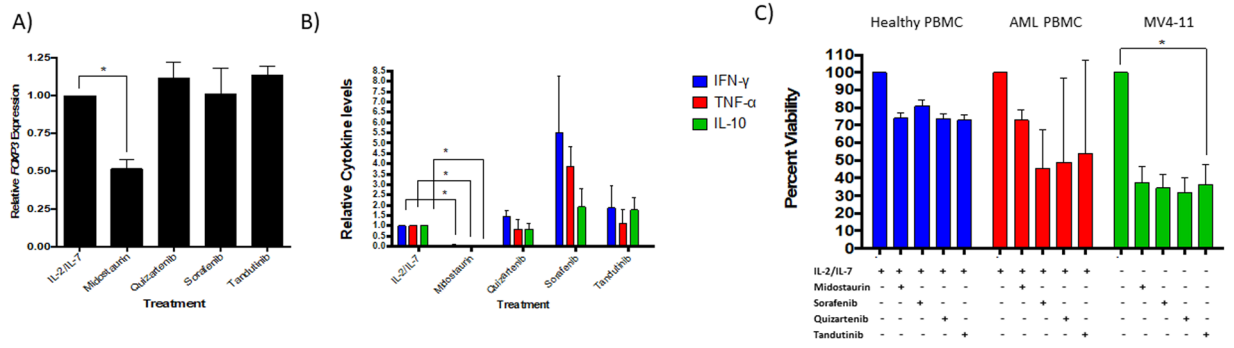 A)
Relative FOXP3 Expression
1.25
1.00
0.75
0.50
0.25
0.00
*
IL-2/IL-7
Midostaurin
Quizartenib
Sorafenib
Tandutinib
Treatment
B)
Relative Cytokine levels
8.5
8.0
7.5
7.0
6.5
6.0
5.5
5.0
4.5
4.0
3.5
3.0
2.5
2.0
1.5
1.0
0.5
0.0
*
*
*
IL-2/IL-7
Midostaurin
Quizartenib
Sorafenib
Tandutinib
Treatment
IFN-γ
TNF-α
IL-10
C)
Healthy PBMC AML PBMC MV4-11
Percent Viability
110
100
90
80
70
60
50
40
30
20
10
0
*
IL-2/IL-7 + + + + + + + + + + - - - - -
Midostaurin - + - - - - + - - - - + - - -
Sorafenib - - + - - - - + - - - - + - -
Quizartenib - - - + - - - - + - - - - + -
Tandutinib - - - - + - - - - + - - - - +